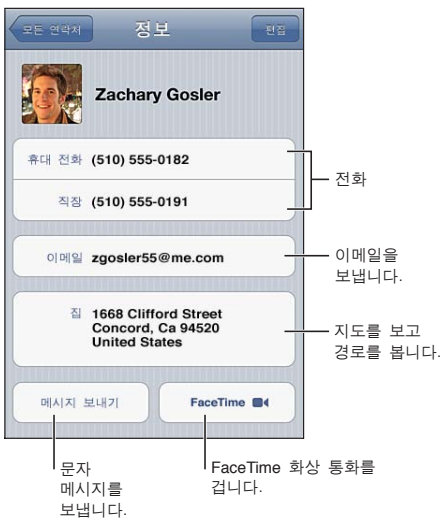 모든 연락처
정보
편집
Zachary Gosler
휴대 전화 (510) 555-0182
직장 (510) 555-0191
전화
이메일 zgosler55@me.com
이메일을
보냅니다.
집 1668 Clifford Street
Concord, Ca 94520
United States
지도를 보고
경로를 봅니다.
메시지 보내기
FaceTime
문자
메시지를
보냅니다.
FaceTime 화상 통화를
겁니다.